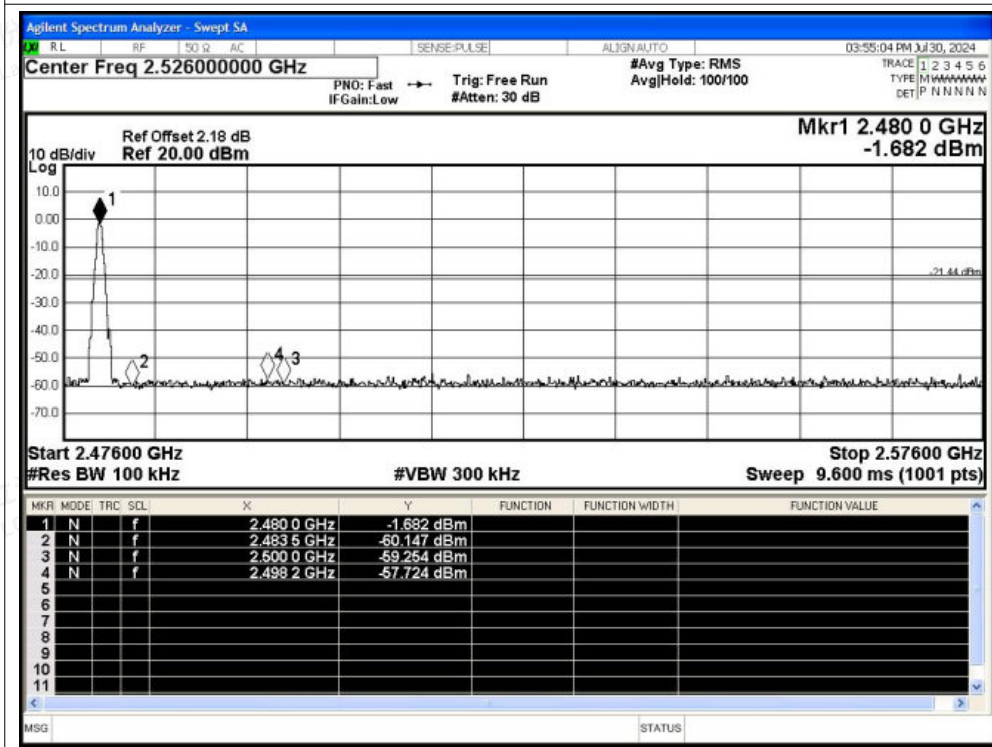 Agilent Spectrum Analyzer - Swept SA
RL RF 50 Ω AC SENSE:PULSE ALIGN AUTO 03:55:04 PM Jul 30, 2024
Center Freq 2.526000000 GHz
PNO: Fast
IFGain:Low
Trig: Free Run
#Atten: 30 dB
#Avg Type: RMS
Avg|Hold: 100/100
TRACE 1 2 3 4 5 6
TYPE M
DET P N N N N N
Mkr1 2.480 0 GHz
-1.682 dBm
Ref Offset 2.18 dB
10 dB/div Ref 20.00 dBm
Log
10.0
0.00
-10.0
-20.0
-30.0
-40.0
-50.0
-60.0
-70.0
1
2
4
3
-21.44 dBm
Start 2.47600 GHz Stop 2.57600 GHz
#Res BW 100 kHz #VBW 300 kHz Sweep 9.600 ms (1001 pts)
MKR MODE TRC SCL X Y FUNCTION FUNCTION WIDTH FUNCTION VALUE
1 N f 2.480 0 GHz -1.682 dBm
2 N f 2.483 5 GHz -60.147 dBm
3 N f 2.500 0 GHz -59.254 dBm
4 N f 2.498 2 GHz -57.724 dBm
5
6
7
8
9
10
11
MSG STATUS